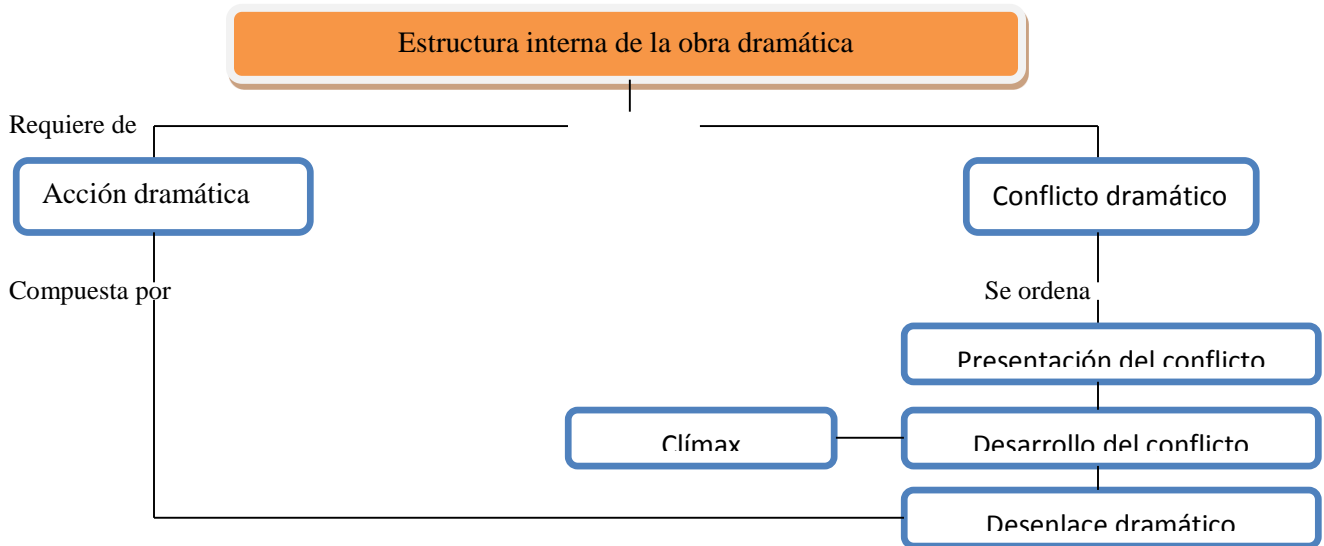 Estructura interna de la obra dramática
Requiere de
Acción dramática
Conflicto dramático
Compuesta por
Se ordena
Presentación del conflicto
Clímax
Desarrollo del conflicto
Desenlace dramático